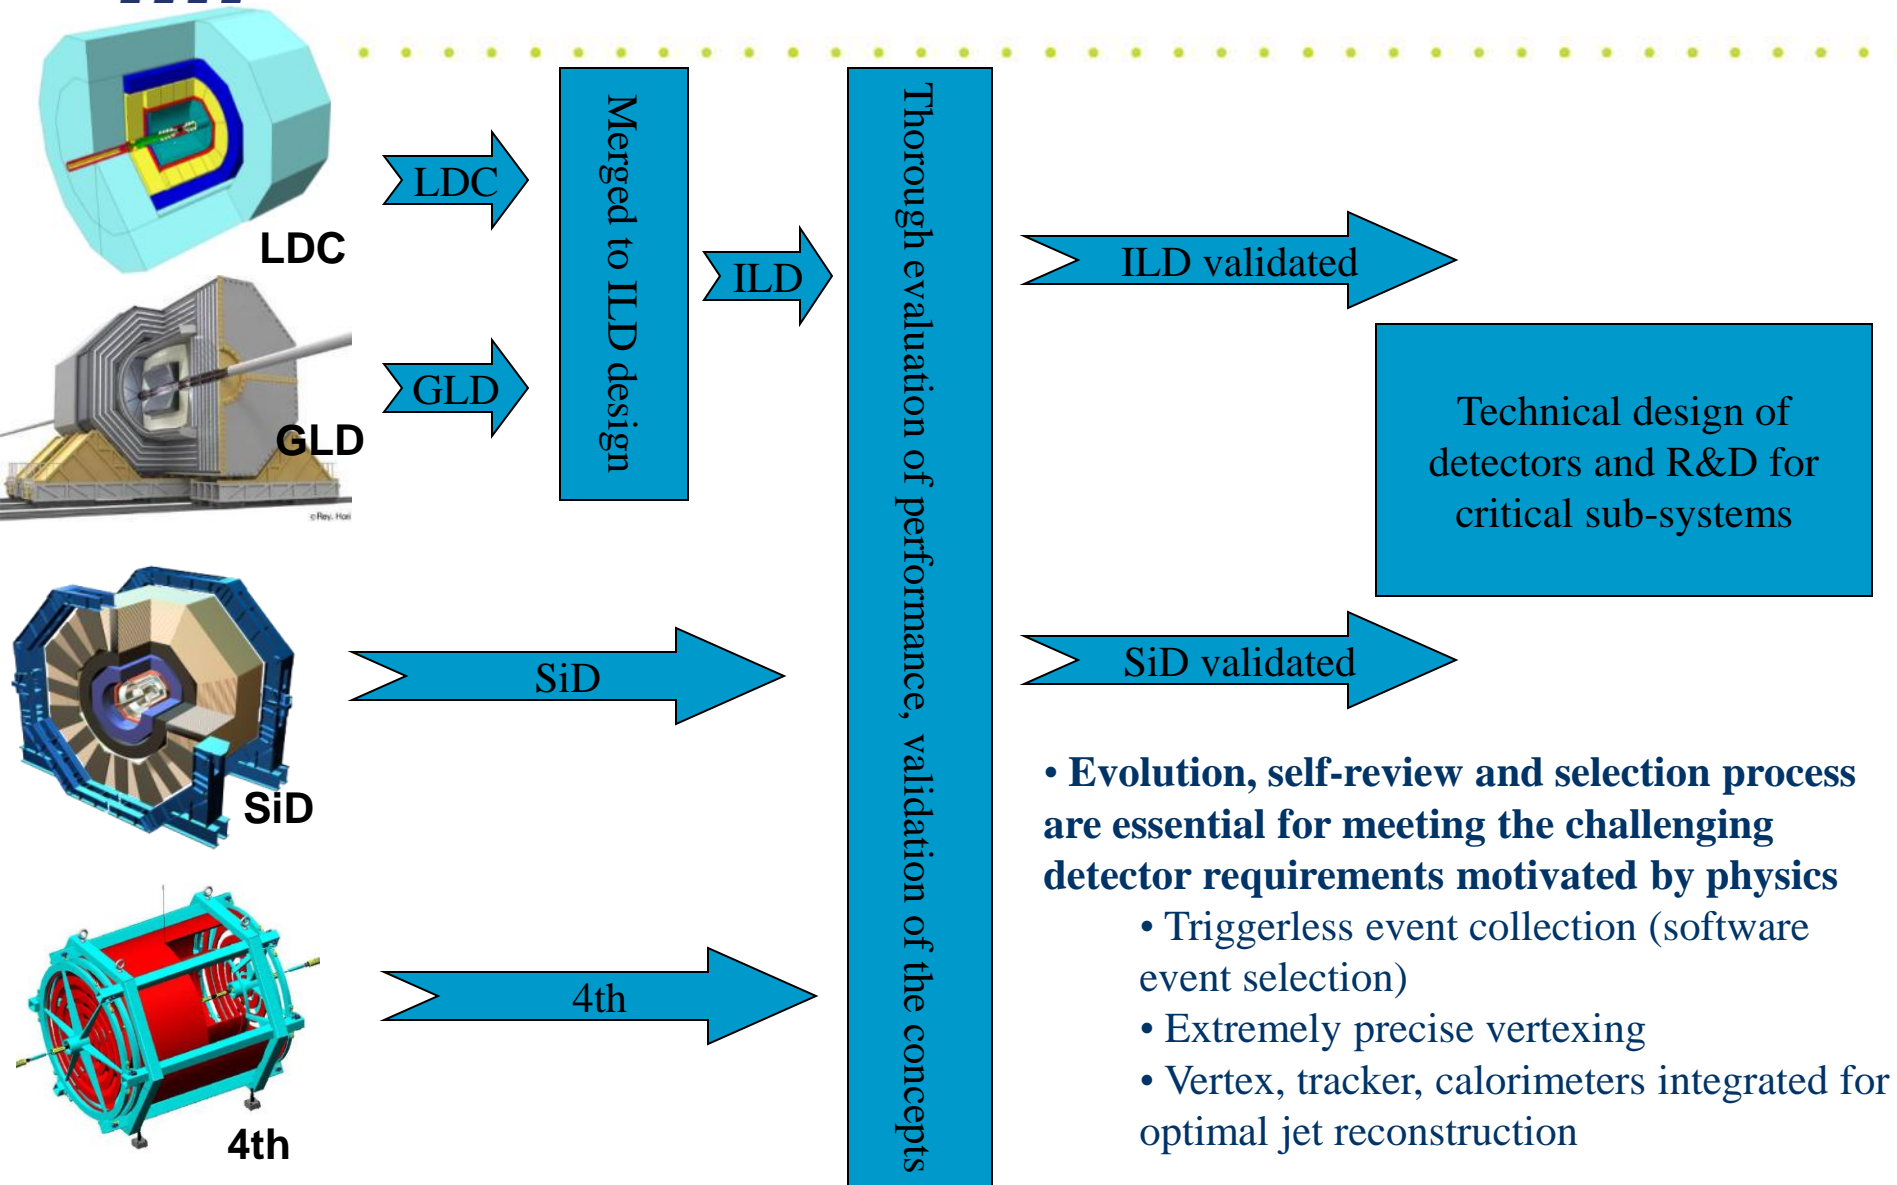 LDC
LDC
Merged to ILD design
ILD
Thorough evaluation of performance, validation of the concepts
ILD validated
GLD
GLD
©Rey. Hori
Technical design of
detectors and R&D for
critical sub-systems
SiD
SiD
SiD validated
• Evolution, self-review and selection process
are essential for meeting the challenging
detector requirements motivated by physics
• Triggerless event collection (software
event selection)
• Extremely precise vertexing
• Vertex, tracker, calorimeters integrated for
optimal jet reconstruction
4th
4th